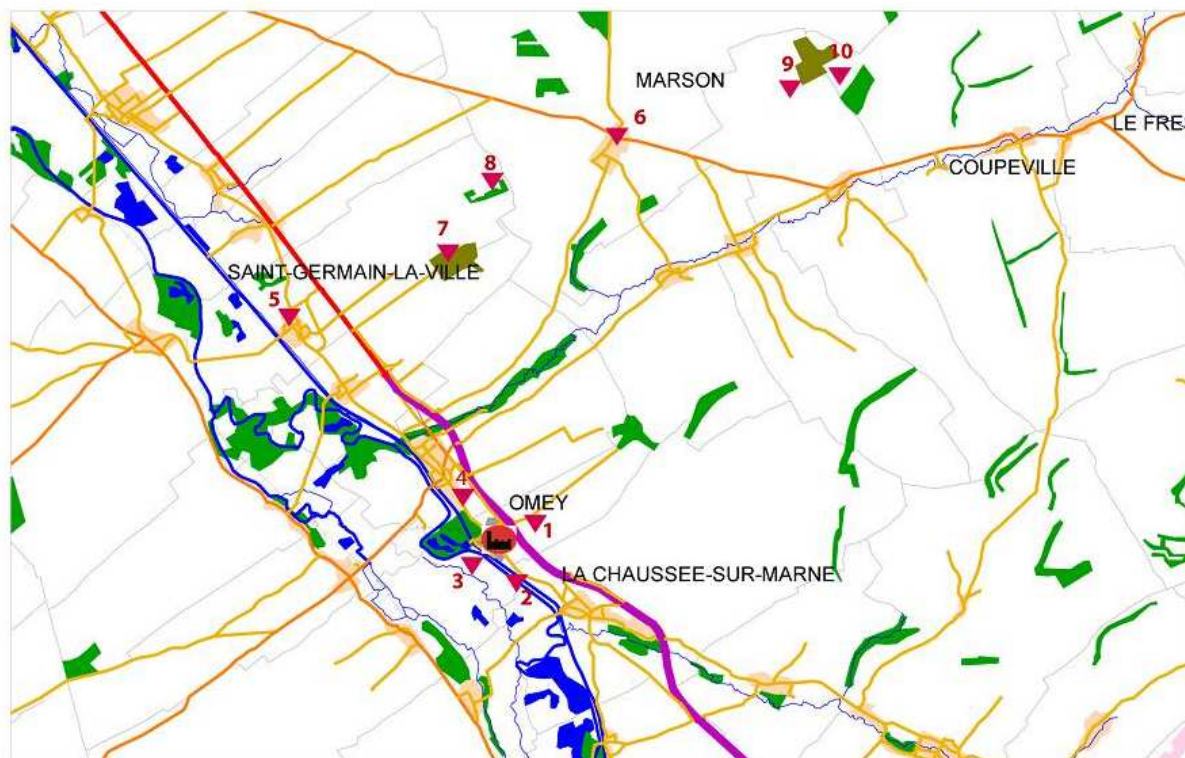 9
10
MARSON
6
LE FRE
8
COUPEVILLE
7
SAINT-GERMAIN-LA-VILLE
5
4
OMEY
1
3
LA CHAUSSEE-SUR-MARNE
2